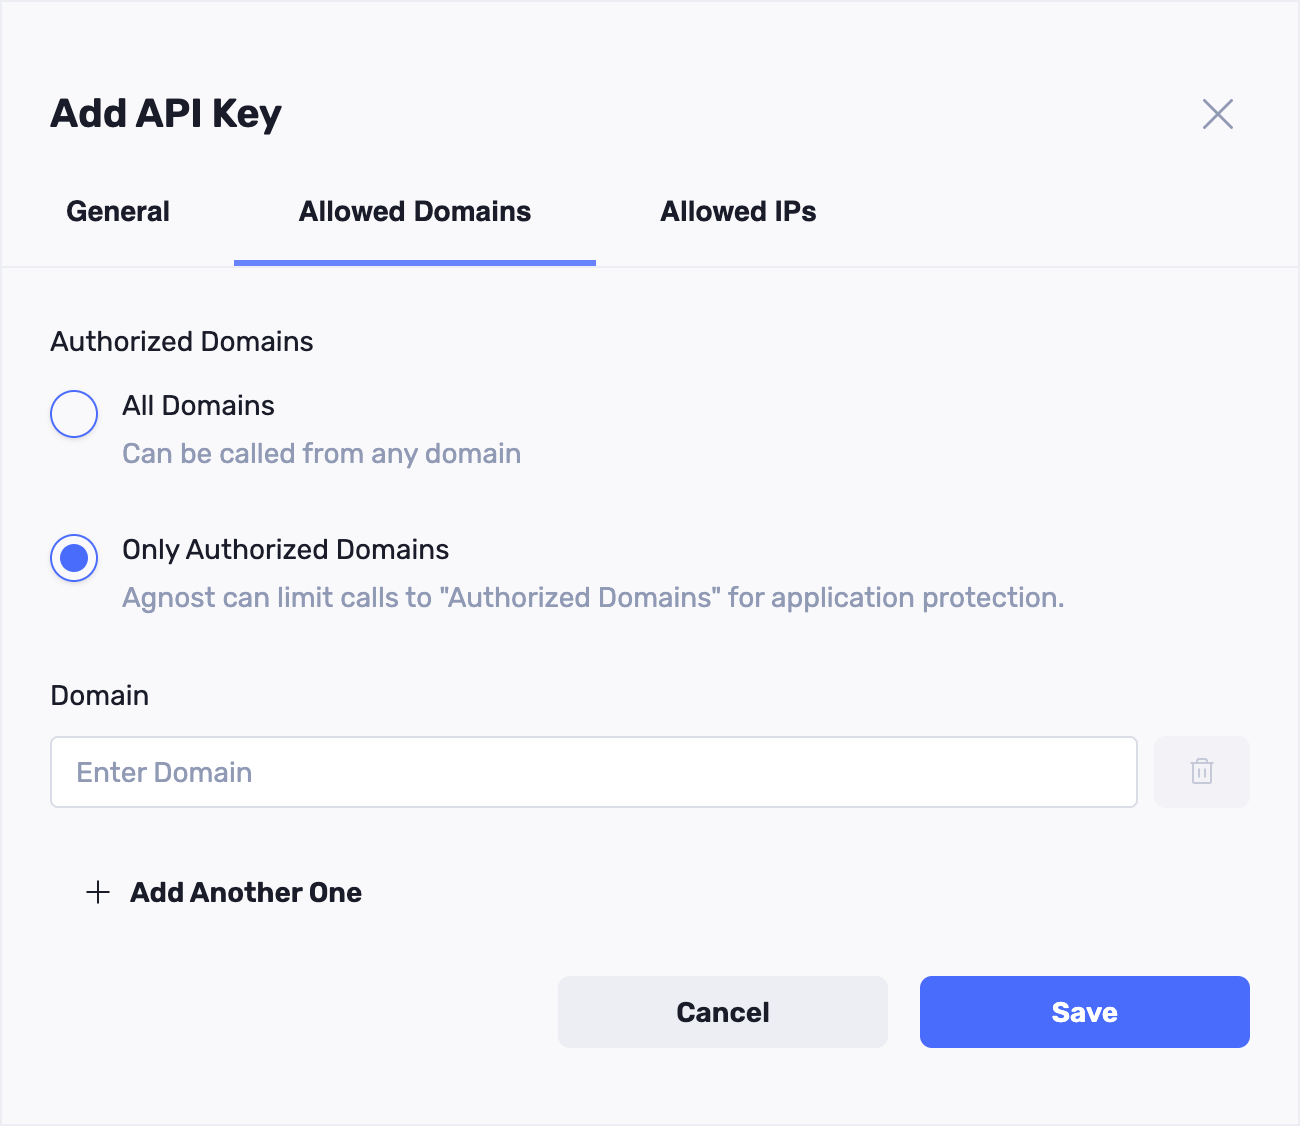 Add API Key
General Allowed Domains Allowed IPs
Authorized Domains
All Domains
Can be called from any domain
Only Authorized Domains
Agnost can limit calls to "Authorized Domains" for application protection.
Domain
Enter Domain
Add Another One
Cancel Save